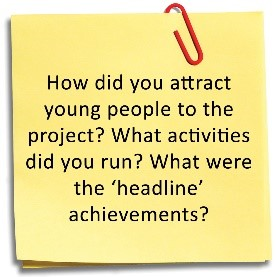 How did you attract
young people to the
project? What activities
did you run? What were
the ‘headline’
achievements?